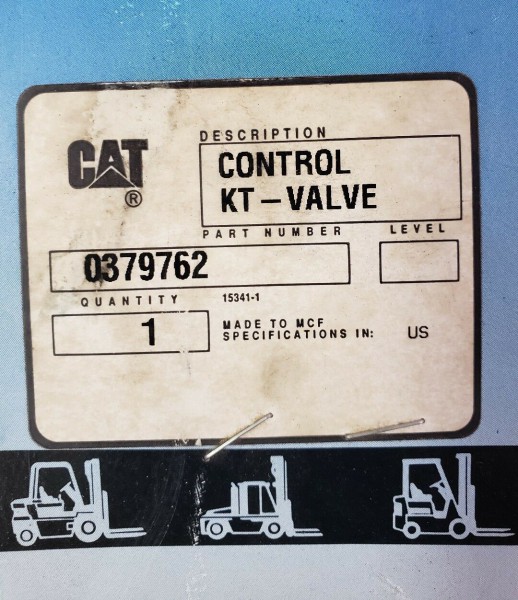 CAT
®
DESCRIPTION
CONTROL
KT-VALVE
PART NUMBER LEVEL
0379762
QUANTITY 15341-1
1
MADE TO MCF
SPECIFICATIONS IN: US